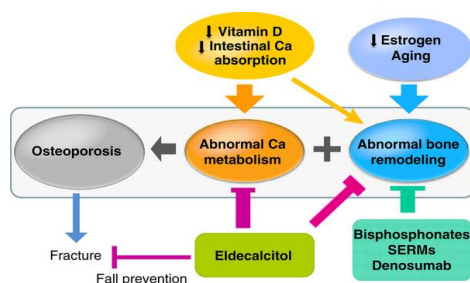 ↓ Vitamin D
↓ Intestinal Ca
absorption
↓ Estrogen
Aging
Osteoporosis
Abnormal Ca
metabolism
+
Abnormal bone
remodeling
Fracture
Fall prevention
Eldecalcitol
Bisphosphonates
SERMs
Denosumab